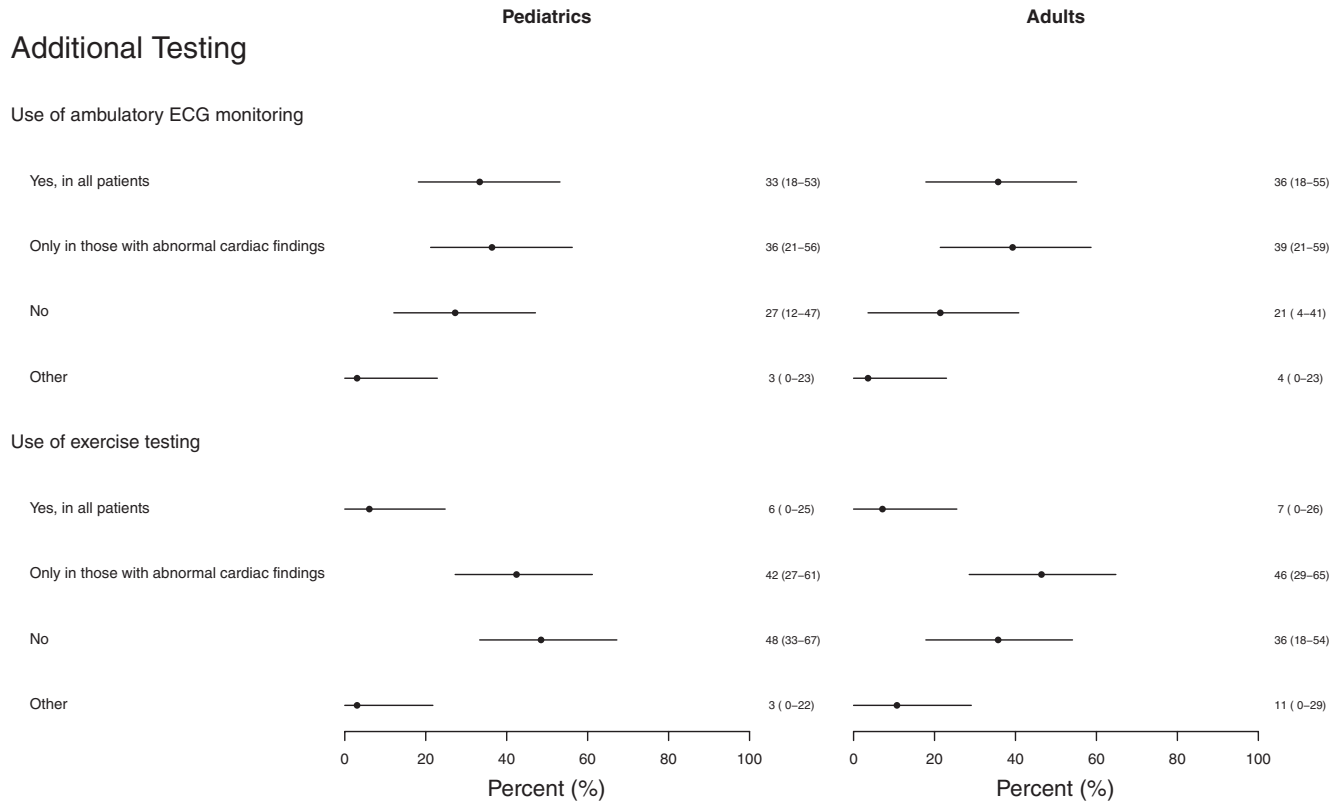 Pediatrics Adults
Additional Testing
Use of ambulatory ECG monitoring
Yes, in all patients 33 (18–53) 36 (18–55)
Only in those with abnormal cardiac findings 36 (21–56) 39 (21–59)
No 27 (12–47) 21 ( 4–41)
Other 3 ( 0–23) 4 ( 0–23)
Use of exercise testing
Yes, in all patients 6 ( 0–25) 7 ( 0–26)
Only in those with abnormal cardiac findings 42 (27–61) 46 (29–65)
No 48 (33–67) 36 (18–54)
Other 3 ( 0–22) 11 ( 0–29)
0 20 40 60 80 100 0 20 40 60 80 100
Percent (%) Percent (%)